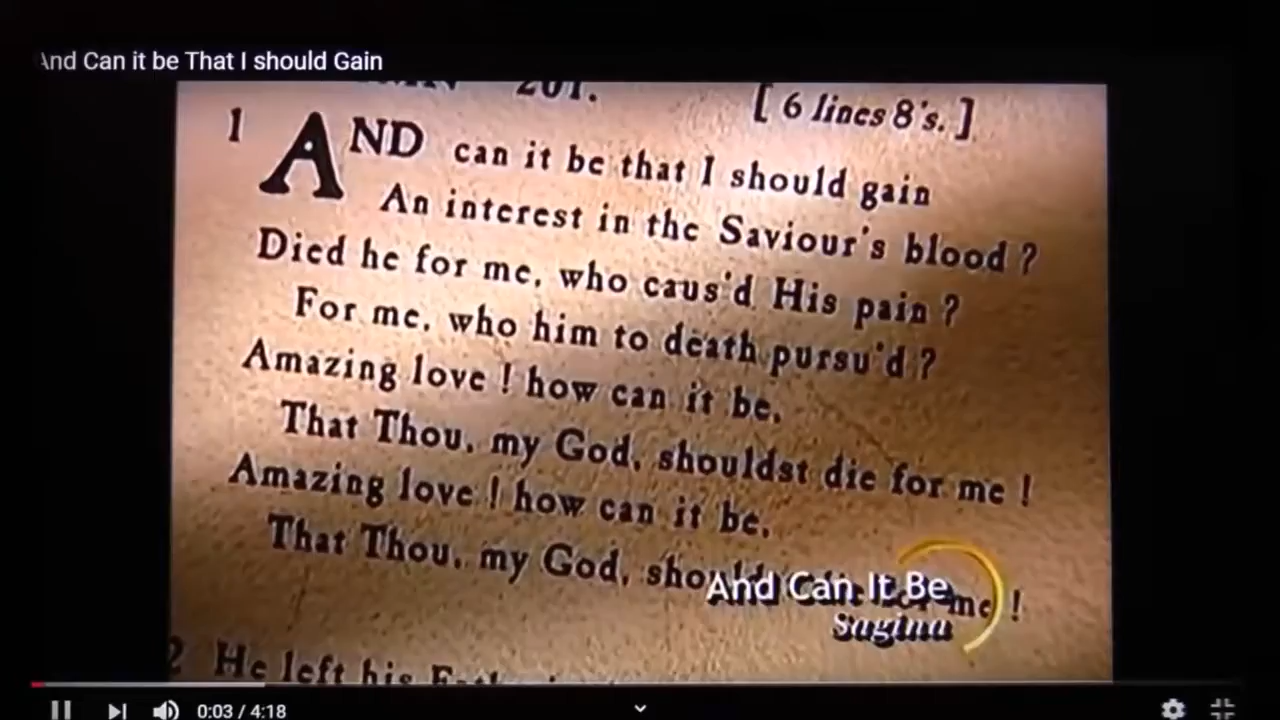 And Can it be That I should Gain
201.
[ 6 lines 8's. ]
1 AND can it be that I should gain
An interest in the Saviour's blood ?
Died he for me, who caus'd His pain ?
For me, who him to death pursu'd ?
Amazing love ! how can it be,
That Thou, my God, shouldst die for me !
Amazing love ! how can it be,
That Thou, my God, me !
And Can It Be
Sagina
2 He left his
0:03 / 4:18